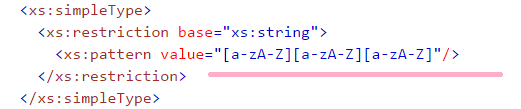 <xs:simpleType>
<xs:restriction base="xs:string">
<xs:pattern value="[a-zA-Z][a-zA-Z][a-zA-Z]"/>
</xs:restriction>
</xs:simpleType>